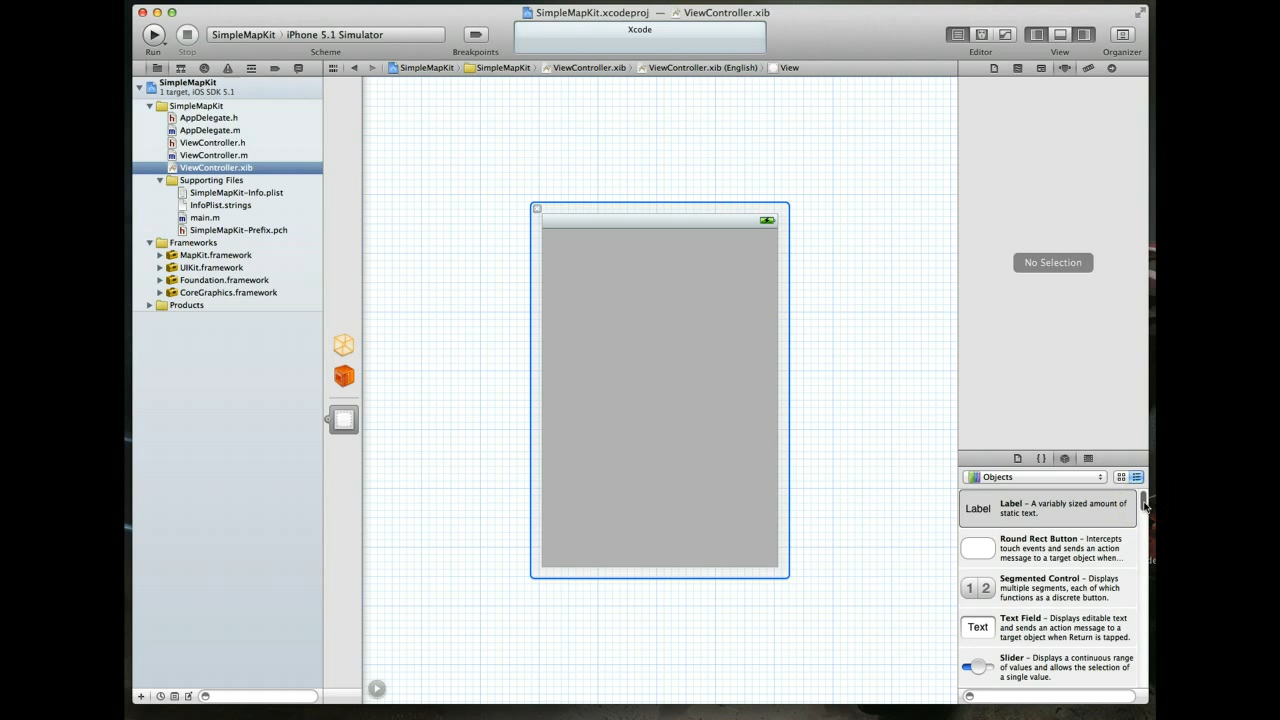 SimpleMapKit.xcodeproj — ViewController.xib
SimpleMapKit › iPhone 5.1 Simulator
Xcode
Run
Stop
Scheme
Breakpoints
Editor
View
Organizer
SimpleMapKit
SimpleMapKit
ViewController.xib
ViewController.xib (English)
View
SimpleMapKit
1 target, iOS SDK 5.1
SimpleMapKit
AppDelegate.h
AppDelegate.m
ViewController.h
ViewController.m
ViewController.xib
Supporting Files
SimpleMapKit-Info.plist
InfoPlist.strings
main.m
SimpleMapKit-Prefix.pch
Frameworks
MapKit.framework
UIKit.framework
Foundation.framework
CoreGraphics.framework
Products
No Selection
Objects
Label
Label – A variably sized amount of
static text.
Round Rect Button – Intercepts
touch events and sends an action
message to a target object when...
1 2
Segmented Control – Displays
multiple segments, each of which
functions as a discrete button.
Text
Text Field – Displays editable text
and sends an action message to a
target object when Return is tapped.
Slider – Displays a continuous range
of values and allows the selection of
a single value.